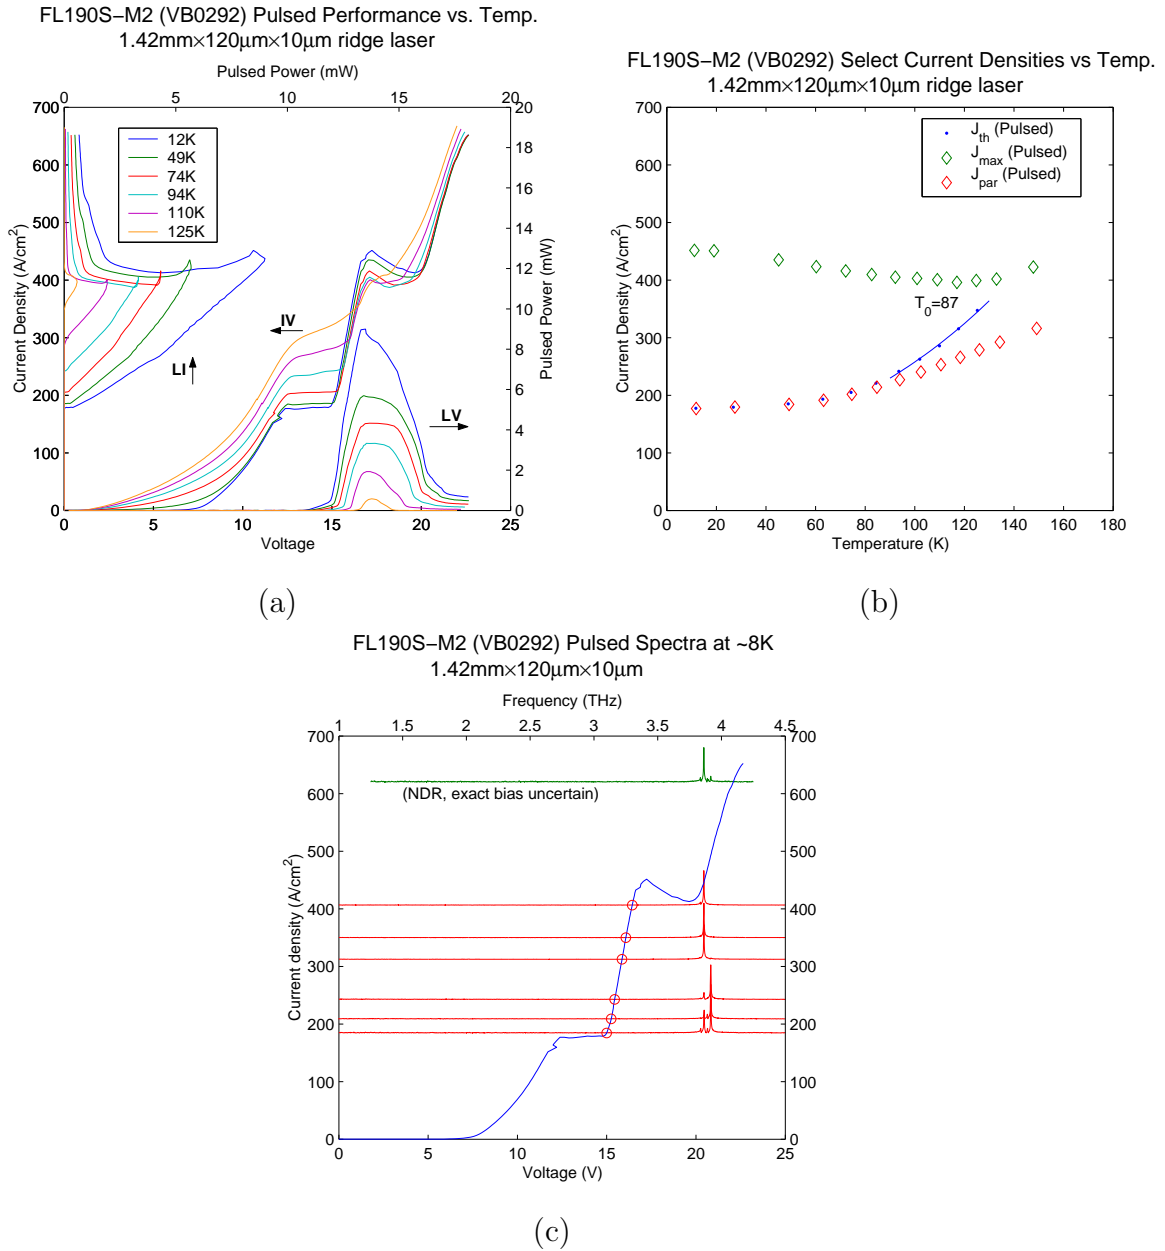 FL190S−M2 (VB0292) Pulsed Performance vs. Temp.
1.42mm×120μm×10μm ridge laser
Pulsed Power (mW)
0 5 10 15 20
700 600 500 400 300 200 100 0
Current Density (A/cm²)
12K
49K
74K
94K
110K
125K
IV
LI
LV
20 18 16 14 12 10 8 6 4 2 0
Pulsed Power (mW)
0 5 10 15 20 25
Voltage
(a)
FL190S−M2 (VB0292) Select Current Densities vs Temp.
1.42mm×120μm×10μm ridge laser
700 600 500 400 300 200 100 0
Current Density (A/cm²)
J_th (Pulsed)
J_max (Pulsed)
J_par (Pulsed)
T_0=87
0 20 40 60 80 100 120 140 160 180
Temperature (K)
(b)
FL190S−M2 (VB0292) Pulsed Spectra at ~8K
1.42mm×120μm×10μm
Frequency (THz)
1 1.5 2 2.5 3 3.5 4 4.5
700 600 500 400 300 200 100 0
Current density (A/cm²)
(NDR, exact bias uncertain)
700 600 500 400 300 200 100 0
0 5 10 15 20 25
Voltage (V)
(c)